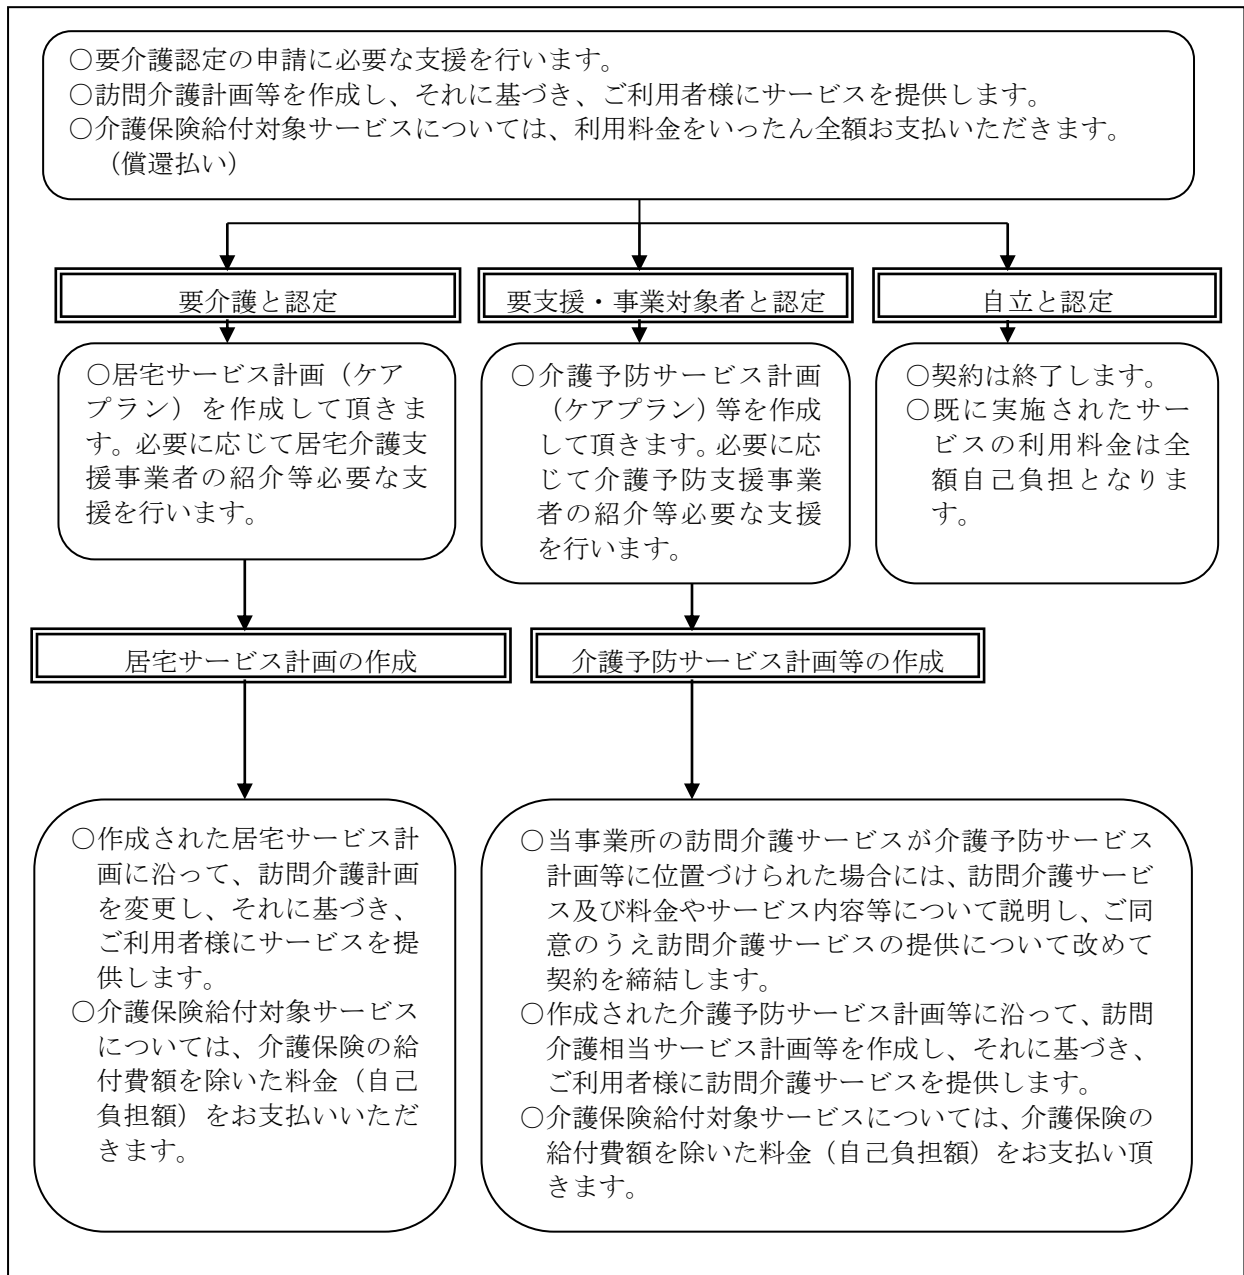 ○要介護認定の申請に必要な支援を行います。
○訪問介護計画等を作成し、それに基づき、ご利用者様にサービスを提供します。
○介護保険給付対象サービスについては、利用料金をいったん全額お支払いただきます。
（償還払い）
要介護と認定
要支援・事業対象者と認定
自立と認定
○居宅サービス計画（ケア
プラン）を作成して頂きま
す。必要に応じて居宅介護支
援事業者の紹介等必要な支
援を行います。
○介護予防サービス計画
（ケアプラン）等を作成
して頂きます。必要に応
じて介護予防支援事業
者の紹介等必要な支援
を行います。
○契約は終了します。
○既に実施されたサー
ビスの利用料金は全
額自己負担となりま
す。
居宅サービス計画の作成
介護予防サービス計画等の作成
○作成された居宅サービス計
画に沿って、訪問介護計画
を変更し、それに基づき、
ご利用者様にサービスを提
供します。
○介護保険給付対象サービス
については、介護保険の給
付費額を除いた料金（自己
負担額）をお支払いいただ
きます。
○当事業所の訪問介護サービスが介護予防サービス
計画等に位置づけられた場合には、訪問介護サービ
ス及び料金やサービス内容等について説明し、ご同
意のうえ訪問介護サービスの提供について改めて
契約を締結します。
○作成された介護予防サービス計画等に沿って、訪問
介護相当サービス計画等を作成し、それに基づき、
ご利用者様に訪問介護サービスを提供します。
○介護保険給付対象サービスについては、介護保険の
給付費額を除いた料金（自己負担額）をお支払い頂
きます。